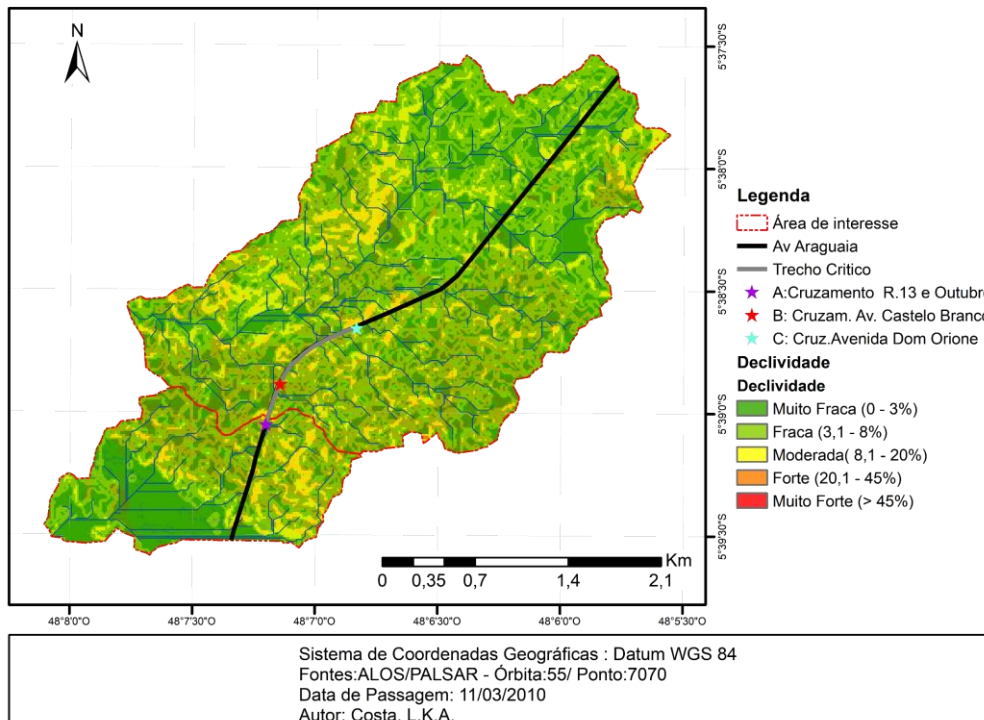 N
5°37'30"S
5°38'0"S
5°38'30"S
5°39'0"S
5°39'30"S
Km
0 0,35 0,7 1,4 2,1
48°8'0"O 48°7'30"O 48°7'0"O 48°6'30"O 48°6'0"O 48°5'30"O
Legenda
Área de interesse
Av Araguaia
Trecho Critico
A:Cruzamento R.13 e Outubro
B: Cruzam. Av. Castelo Branco
C: Cruz.Avenida Dom Orione
Declividade
Declividade
Muito Fraca (0 - 3%)
Fraca (3,1 - 8%)
Moderada( 8,1 - 20%)
Forte (20,1 - 45%)
Muito Forte (> 45%)
Sistema de Coordenadas Geográficas : Datum WGS 84
Fontes:ALOS/PALSAR - Órbita:55/ Ponto:7070
Data de Passagem: 11/03/2010
Autor: Costa, L.K.A.